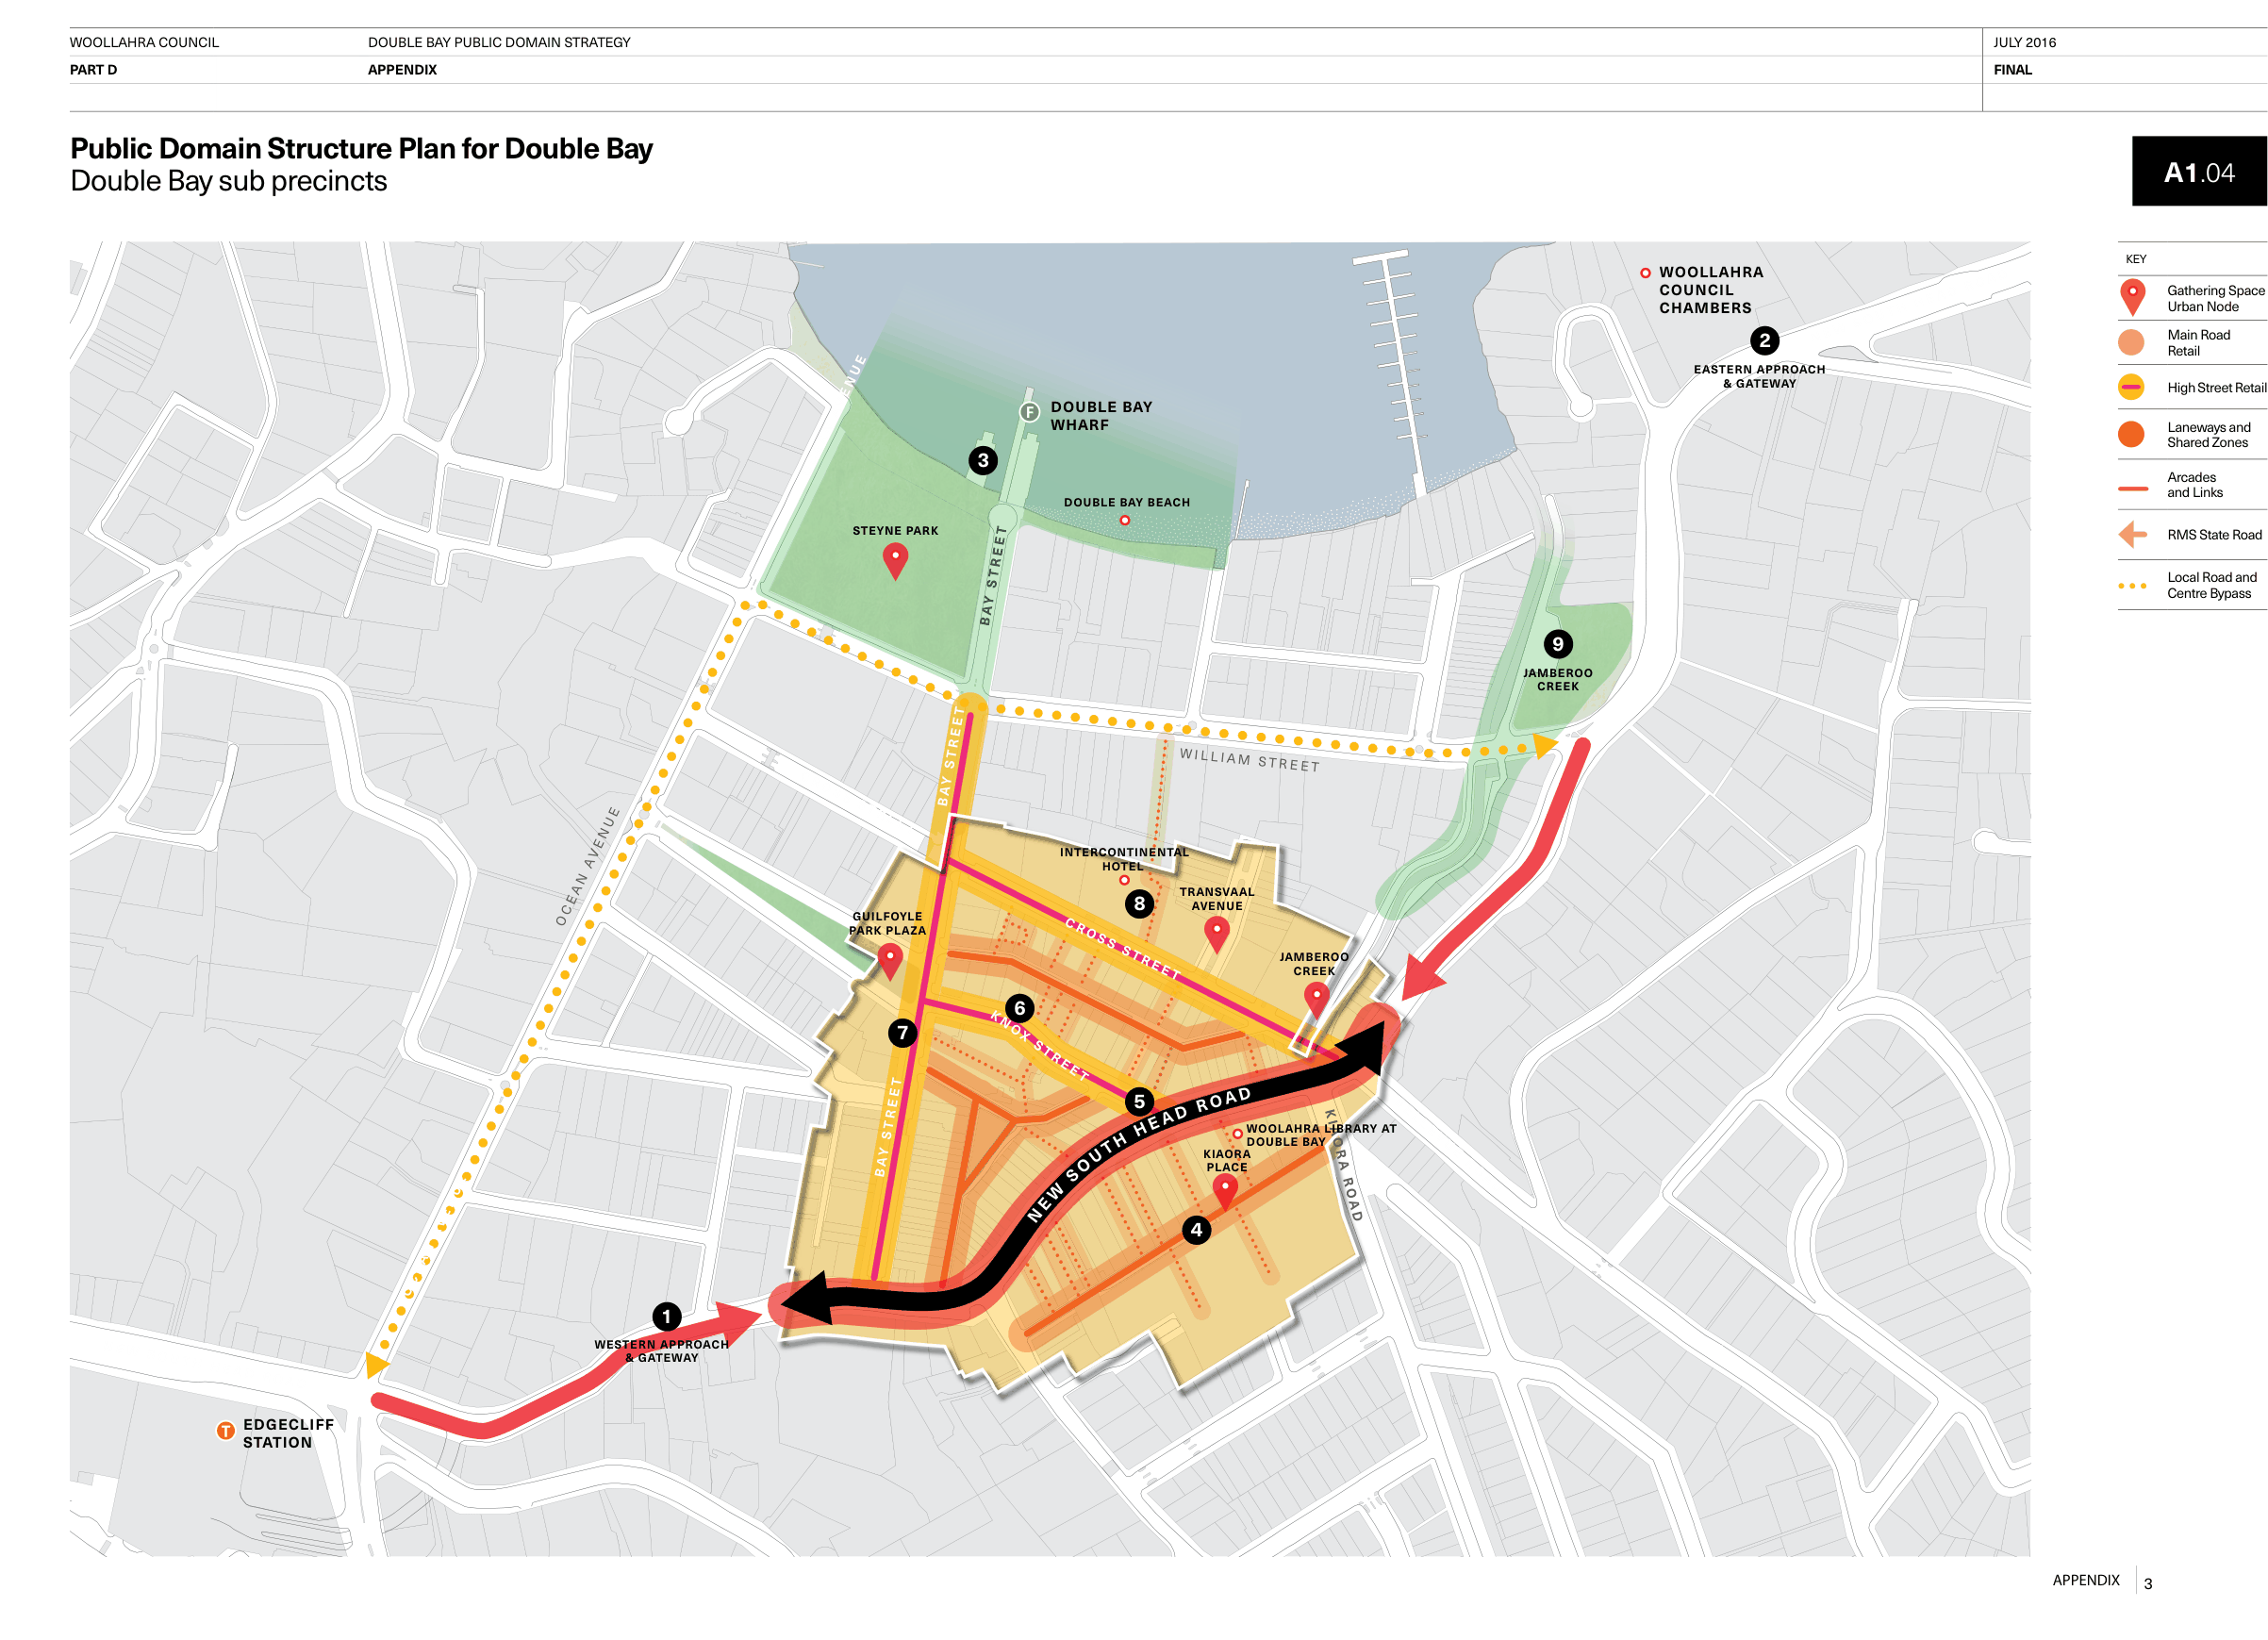 WOOLLAHRA COUNCIL
DOUBLE BAY PUBLIC DOMAIN STRATEGY
JULY 2016
PART D
APPENDIX
FINAL
Public Domain Structure Plan for Double Bay
Double Bay sub precincts
A1.04
KEY
Gathering Space
Urban Node
Main Road
Retail
High Street Retail
Laneways and
Shared Zones
Arcades
and Links
RMS State Road
Local Road and
Centre Bypass
WOOLLAHRA
COUNCIL
CHAMBERS
2
EASTERN APPROACH
& GATEWAY
ENUE
F
DOUBLE BAY
WHARF
3
DOUBLE BAY BEACH
STEYNE PARK
BAY STREET
9
JAMBEROO
CREEK
BAY STREET
WILLIAM STREET
OCEAN AVENUE
INTERCONTINENTAL
HOTEL
8
TRANSVAAL
AVENUE
GUILFOYLE
PARK PLAZA
CROSS STREET
JAMBEROO
CREEK
6
KNOX STREET
7
5
BAY STREET
NEW SOUTH HEAD ROAD
WOOLAHRA LIBRARY AT
DOUBLE BAY
KIAORA ROAD
KIAORA
PLACE
4
1
WESTERN APPROACH
& GATEWAY
T
EDGECLIFF
STATION
APPENDIX
3